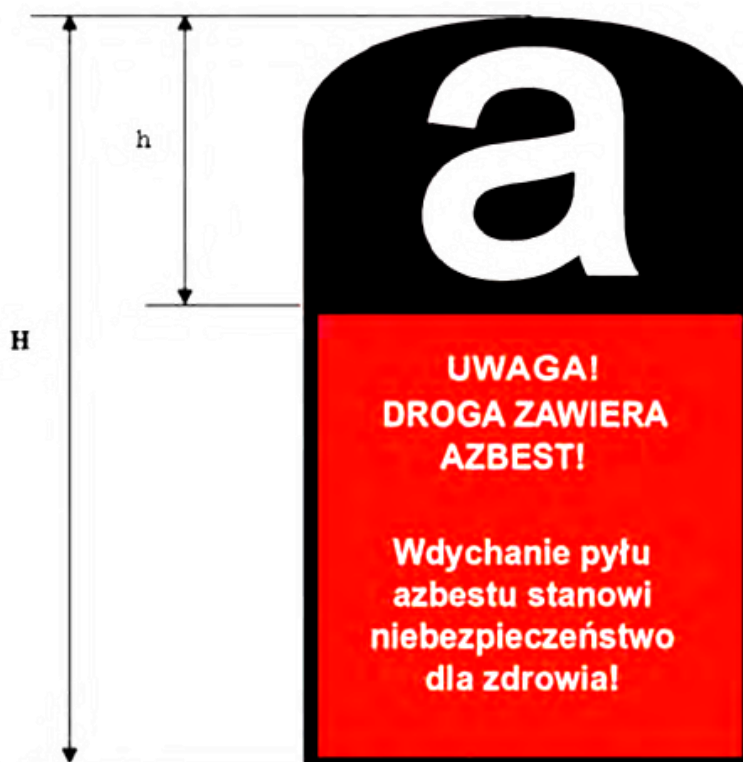 a
h
H
UWAGA!
DROGA ZAWIERA
AZBEST!
Wdychanie pyłu
azbestu stanowi
niebezpieczeństwo
dla zdrowia!